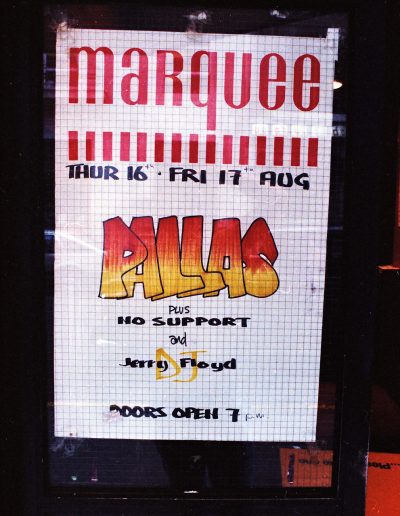 marquee
THUR 16th · FRI 17th AUG
PALLAS
PLUS
NO SUPPORT
and
Jerry Floyd
DJ
DOORS OPEN 7 p.m.